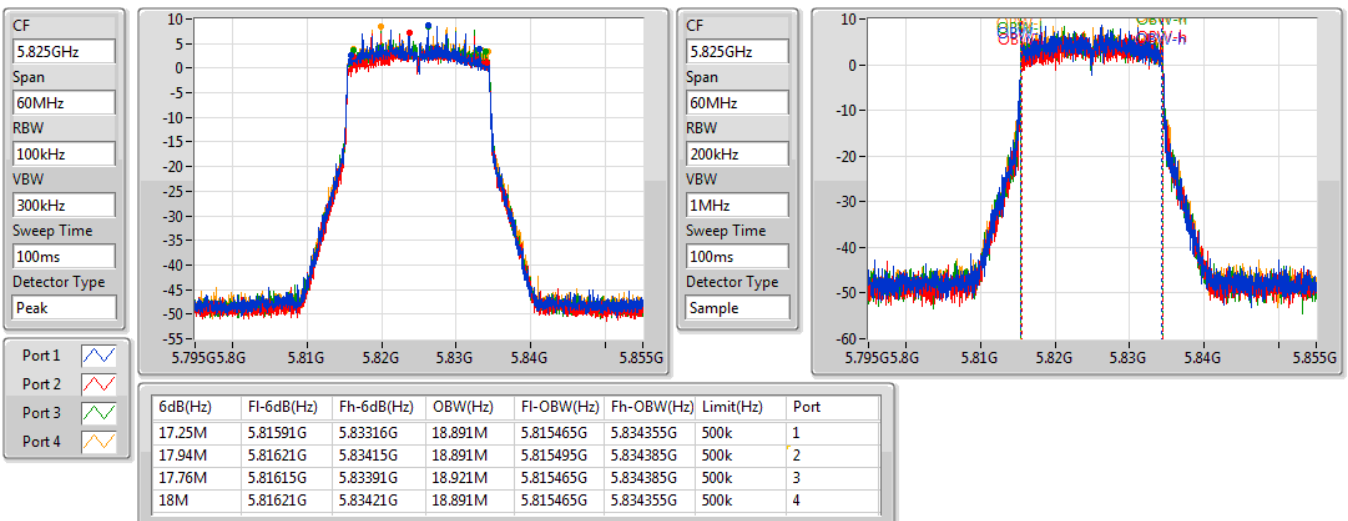 CF
5.825GHz
Span
60MHz
RBW
100kHz
VBW
300kHz
Sweep Time
100ms
Detector Type
Peak
Port 1
Port 2
Port 3
Port 4
10
5
0
-5
-10
-15
-20
-25
-30
-35
-40
-45
-50
-55
5.795G 5.8G 5.81G 5.82G 5.83G 5.84G 5.855G
CF
5.825GHz
Span
60MHz
RBW
200kHz
VBW
1MHz
Sweep Time
100ms
Detector Type
Sample
10
0
-10
-20
-30
-40
-50
-60
OBW-h
5.795G 5.8G 5.81G 5.82G 5.83G 5.84G 5.855G
6dB(Hz) Fl-6dB(Hz) Fh-6dB(Hz) OBW(Hz) Fl-OBW(Hz) Fh-OBW(Hz) Limit(Hz) Port
17.25M 5.81591G 5.83316G 18.891M 5.815465G 5.834355G 500k 1
17.94M 5.81621G 5.83415G 18.891M 5.815495G 5.834385G 500k 2
17.76M 5.81615G 5.83391G 18.921M 5.815465G 5.834385G 500k 3
18M 5.81621G 5.83421G 18.891M 5.815465G 5.834355G 500k 4